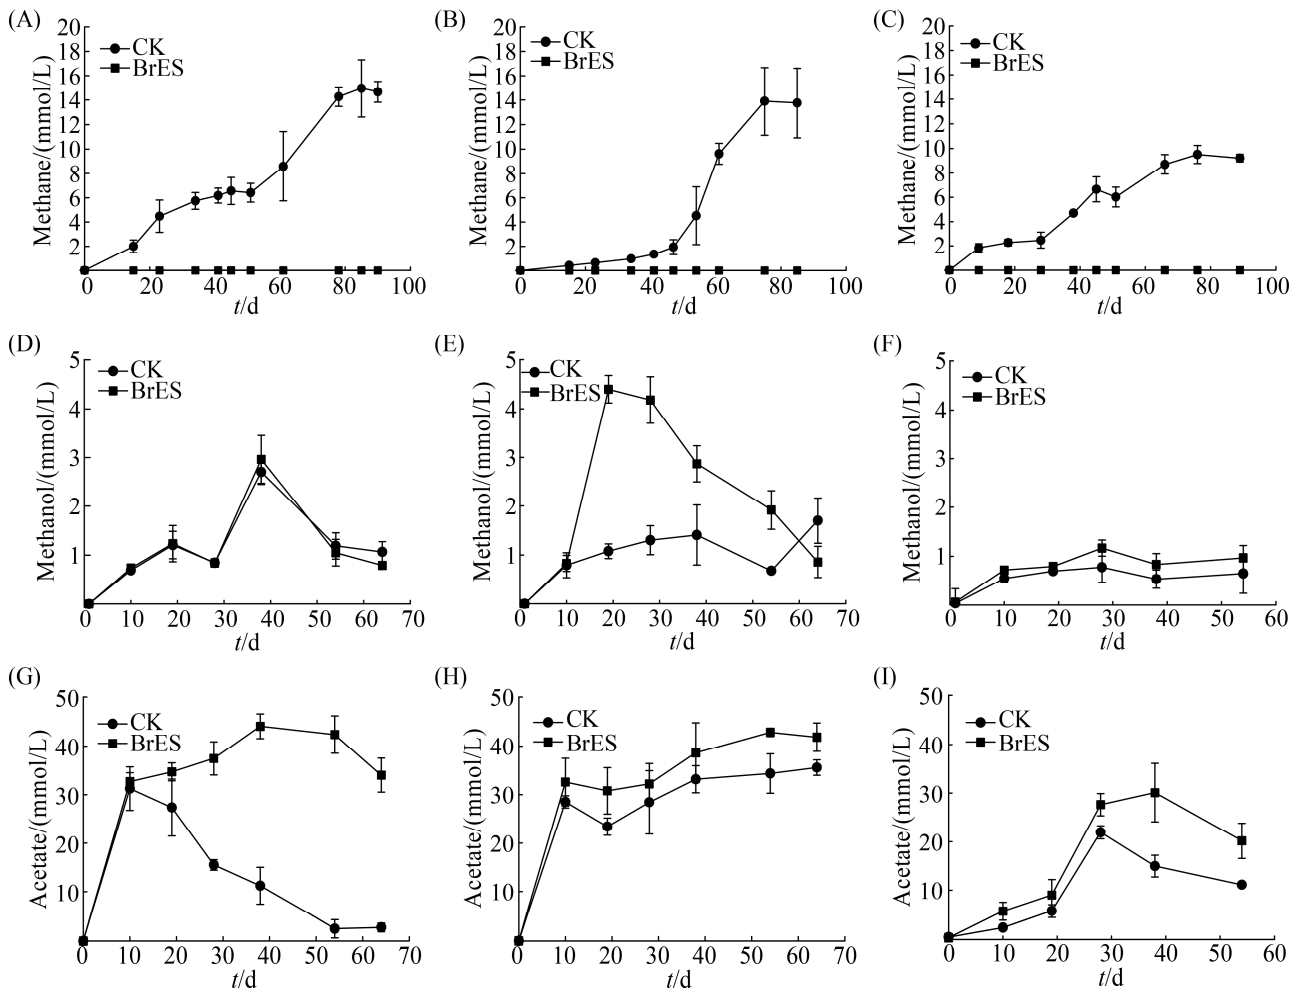 (A)
Methane/(mmol/L)
20
18
16
14
12
10
8
6
4
2
CK
BrES
0 20 40 60 80 100
t/d
(B)
Methane/(mmol/L)
20
18
16
14
12
10
8
6
4
2
CK
BrES
0 20 40 60 80 100
t/d
(C)
Methane/(mmol/L)
20
18
16
14
12
10
8
6
4
2
CK
BrES
0 20 40 60 80 100
t/d
(D)
Methanol/(mmol/L)
5
4
3
2
1
CK
BrES
0 10 20 30 40 50 60 70
t/d
(E)
Methanol/(mmol/L)
5
4
3
2
1
CK
BrES
0 10 20 30 40 50 60 70
t/d
(F)
Methanol/(mmol/L)
5
4
3
2
1
CK
BrES
0 10 20 30 40 50 60
t/d
(G)
Acetate/(mmol/L)
50
40
30
20
10
CK
BrES
0 10 20 30 40 50 60 70
t/d
(H)
Acetate/(mmol/L)
50
40
30
20
10
CK
BrES
0 10 20 30 40 50 60 70
t/d
(I)
Acetate/(mmol/L)
50
40
30
20
10
CK
BrES
0 10 20 30 40 50 60
t/d